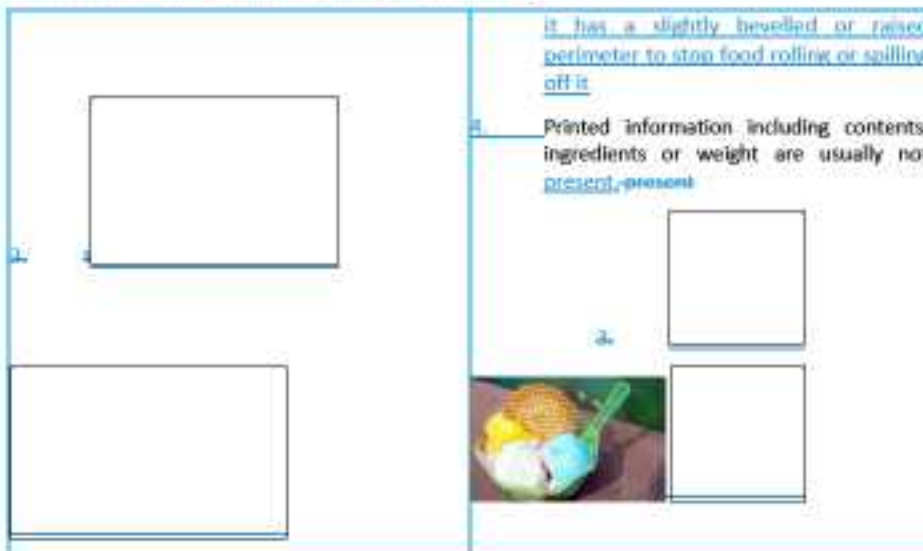 it has a slightly bevelled or raised
perimeter to stop food rolling or spilling
off it
Printed information including contents,
ingredients or weight are usually not
present. present
3.